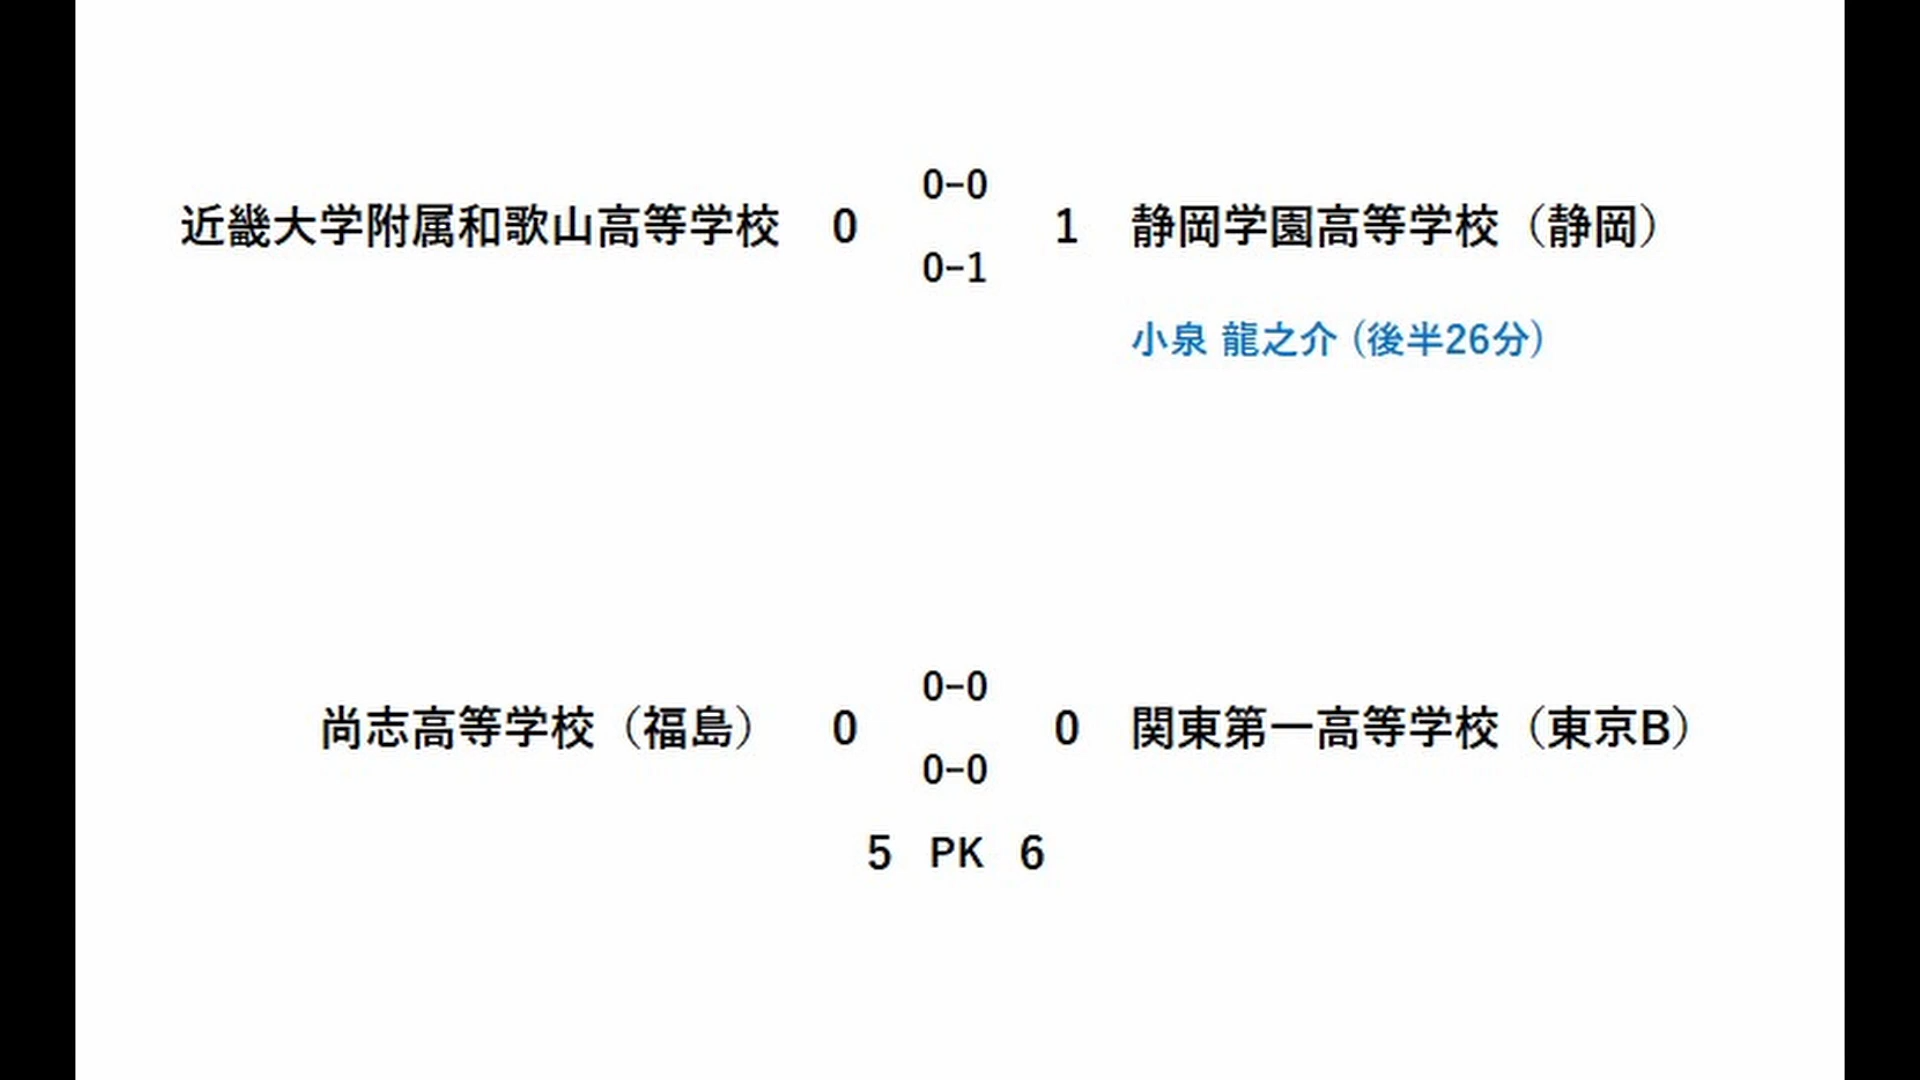 0-0
近畿大学附属和歌山高等学校 0 1 静岡学園高等学校（静岡）
0-1
小泉 龍之介 (後半26分)
0-0
尚志高等学校（福島） 0 0 関東第一高等学校（東京B）
0-0
5 PK 6